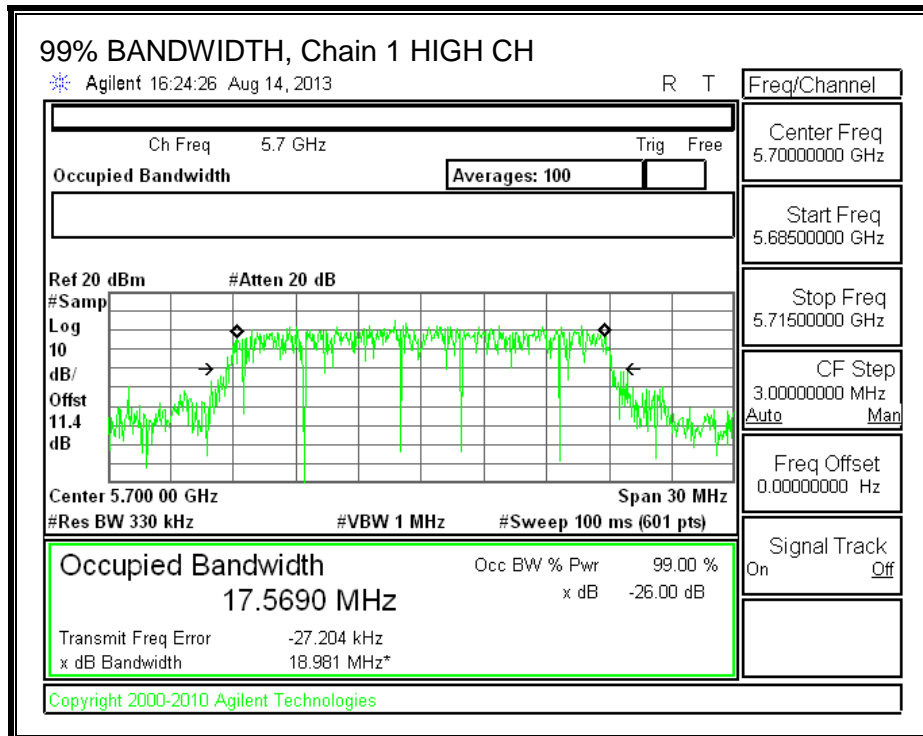 99% BANDWIDTH, Chain 1 HIGH CH
Agilent 16:24:26 Aug 14, 2013 R T
Ch Freq 5.7 GHz Trig Free
Occupied Bandwidth Averages: 100
Ref 20 dBm #Atten 20 dB
#Samp
Log
10
dB/
Offst
11.4
dB
Center 5.700 00 GHz Span 30 MHz
#Res BW 330 kHz #VBW 1 MHz #Sweep 100 ms (601 pts)
Occupied Bandwidth Occ BW % Pwr 99.00 %
17.5690 MHz x dB -26.00 dB
Transmit Freq Error -27.204 kHz
x dB Bandwidth 18.981 MHz*
Copyright 2000-2010 Agilent Technologies
Freq/Channel
Center Freq
5.70000000 GHz
Start Freq
5.68500000 GHz
Stop Freq
5.71500000 GHz
CF Step
3.00000000 MHz
Auto Man
Freq Offset
0.00000000 Hz
Signal Track
On Off